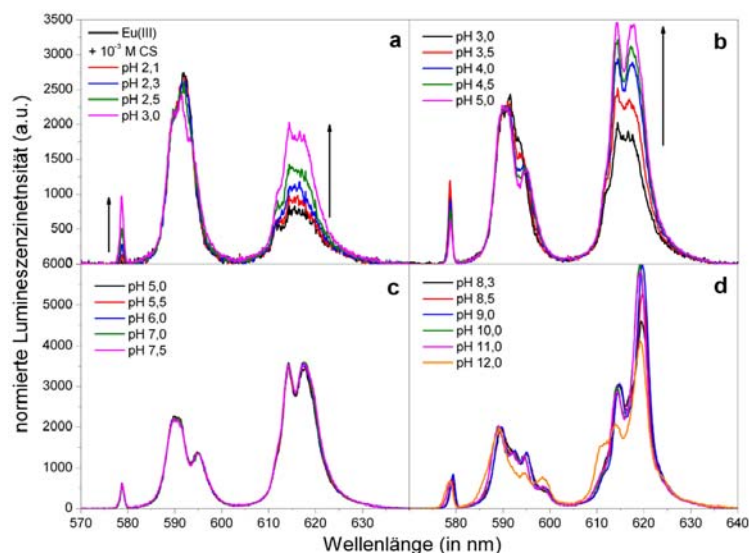 3500
3000
2500
2000
1500
1000
500
6000
5000
4000
3000
2000
1000
0
normierte Lumineszenzinetnsität (a.u.)
Eu(III)
+ 10⁻³ M CS
pH 2,1
pH 2,3
pH 2,5
pH 3,0
a
pH 3,0
pH 3,5
pH 4,0
pH 4,5
pH 5,0
b
pH 5,0
pH 5,5
pH 6,0
pH 7,0
pH 7,5
c
pH 8,3
pH 8,5
pH 9,0
pH 10,0
pH 11,0
pH 12,0
d
570 580 590 600 610 620 630 580 590 600 610 620 630 640
Wellenlänge (in nm)